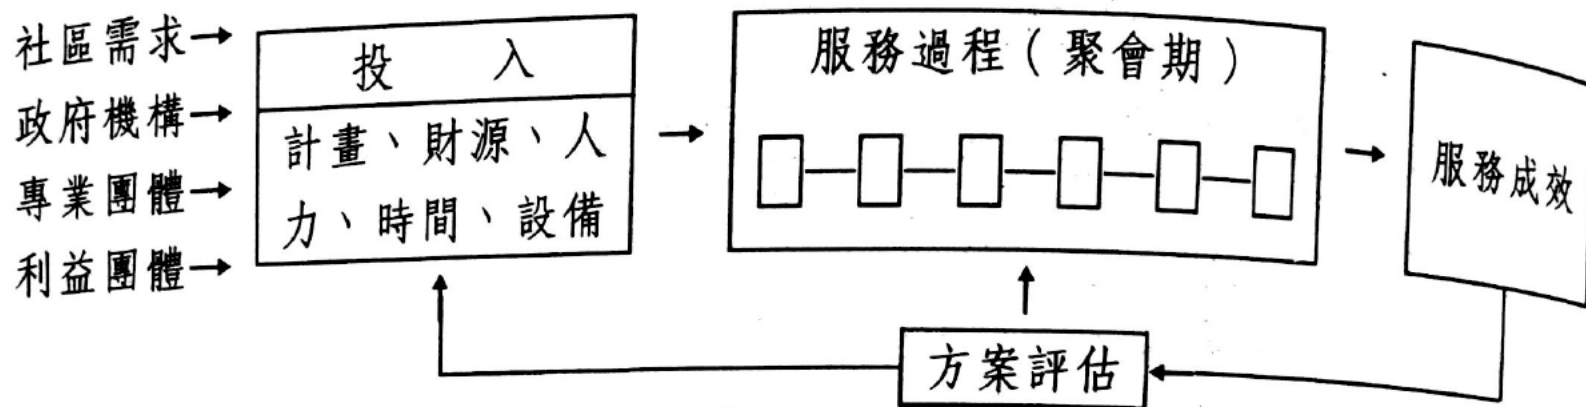 社區需求→
政府機構→
專業團體→
利益團體→
投 入
計畫、財源、人
力、時間、設備
服務過程(聚會期)
服務成效
方案評估